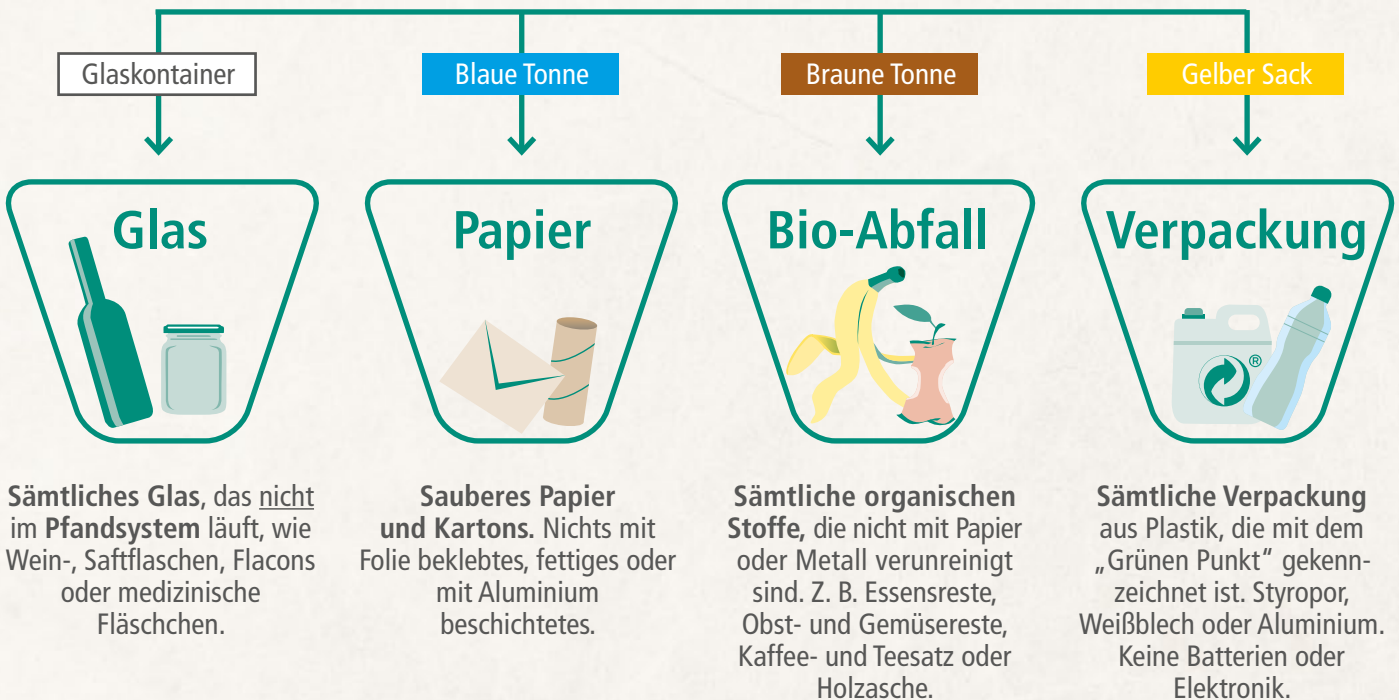 Glaskontainer
Blaue Tonne
Braune Tonne
Gelber Sack
Glas
Papier
Bio-Abfall
Verpackung
®
Sämtliches Glas, das nicht
im Pfandsystem läuft, wie
Wein-, Saftflaschen, Flacons
oder medizinische
Fläschchen.
Sauberes Papier
und Kartons. Nichts mit
Folie beklebtes, fettiges oder
mit Aluminium
beschichtetes.
Sämtliche organischen
Stoffe, die nicht mit Papier
oder Metall verunreinigt
sind. Z. B. Essensreste,
Obst- und Gemüsereste,
Kaffee- und Teesatz oder
Holzasche.
Sämtliche Verpackung
aus Plastik, die mit dem
„Grünen Punkt“ gekenn-
zeichnet ist. Styropor,
Weißblech oder Aluminium.
Keine Batterien oder
Elektronik.